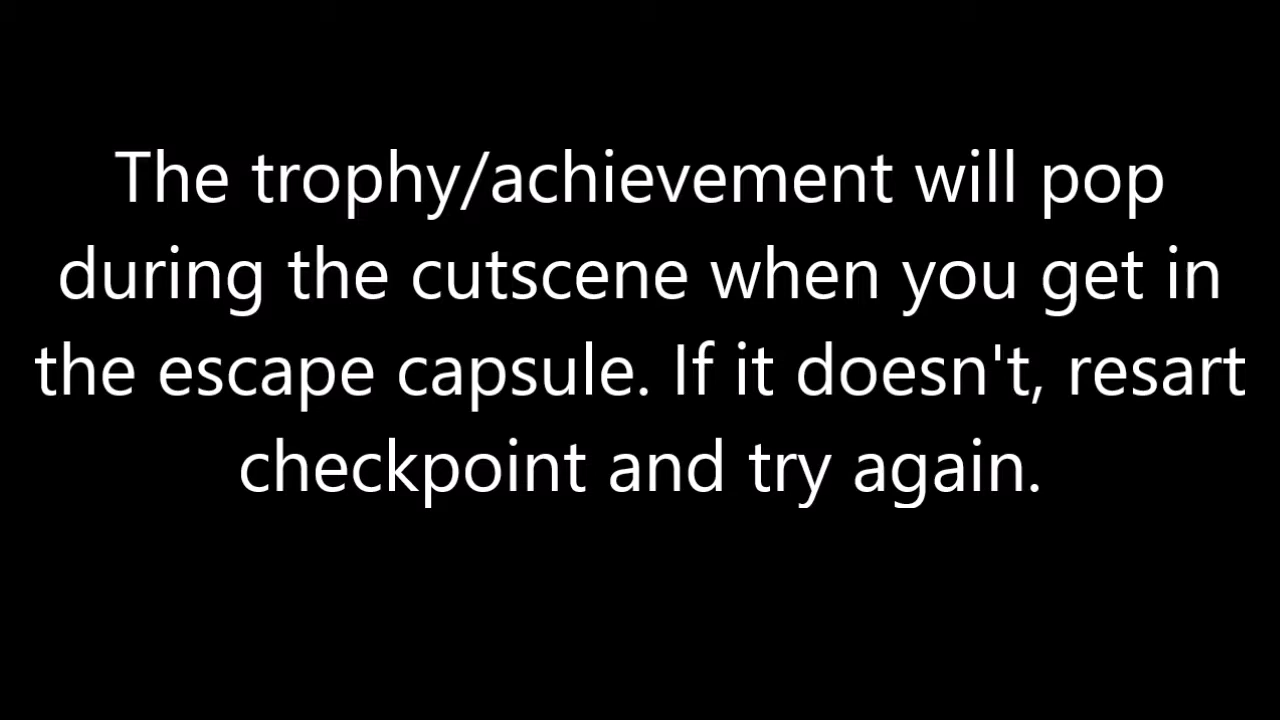 The trophy/achievement will pop
during the cutscene when you get in
the escape capsule. If it doesn't, resart
checkpoint and try again.